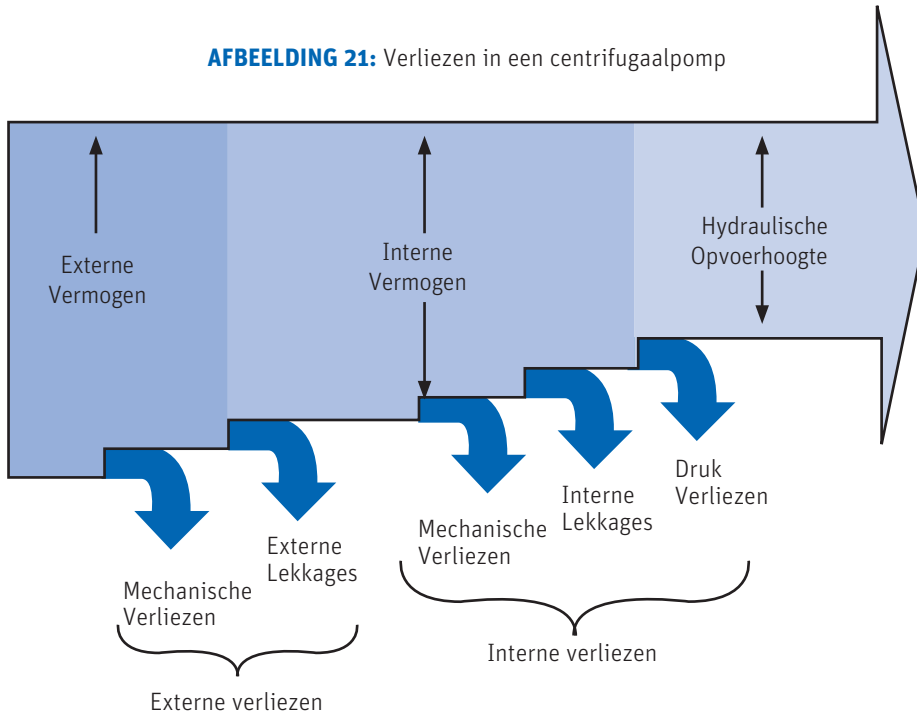 AFBEELDING 21: Verliezen in een centrifugaalpomp
Externe
Vermogen
Interne
Vermogen
Hydraulische
Opvoerhoogte
Mechanische
Verliezen
Externe
Lekkages
Mechanische
Verliezen
Interne
Lekkages
Druk
Verliezen
Externe verliezen
Interne verliezen